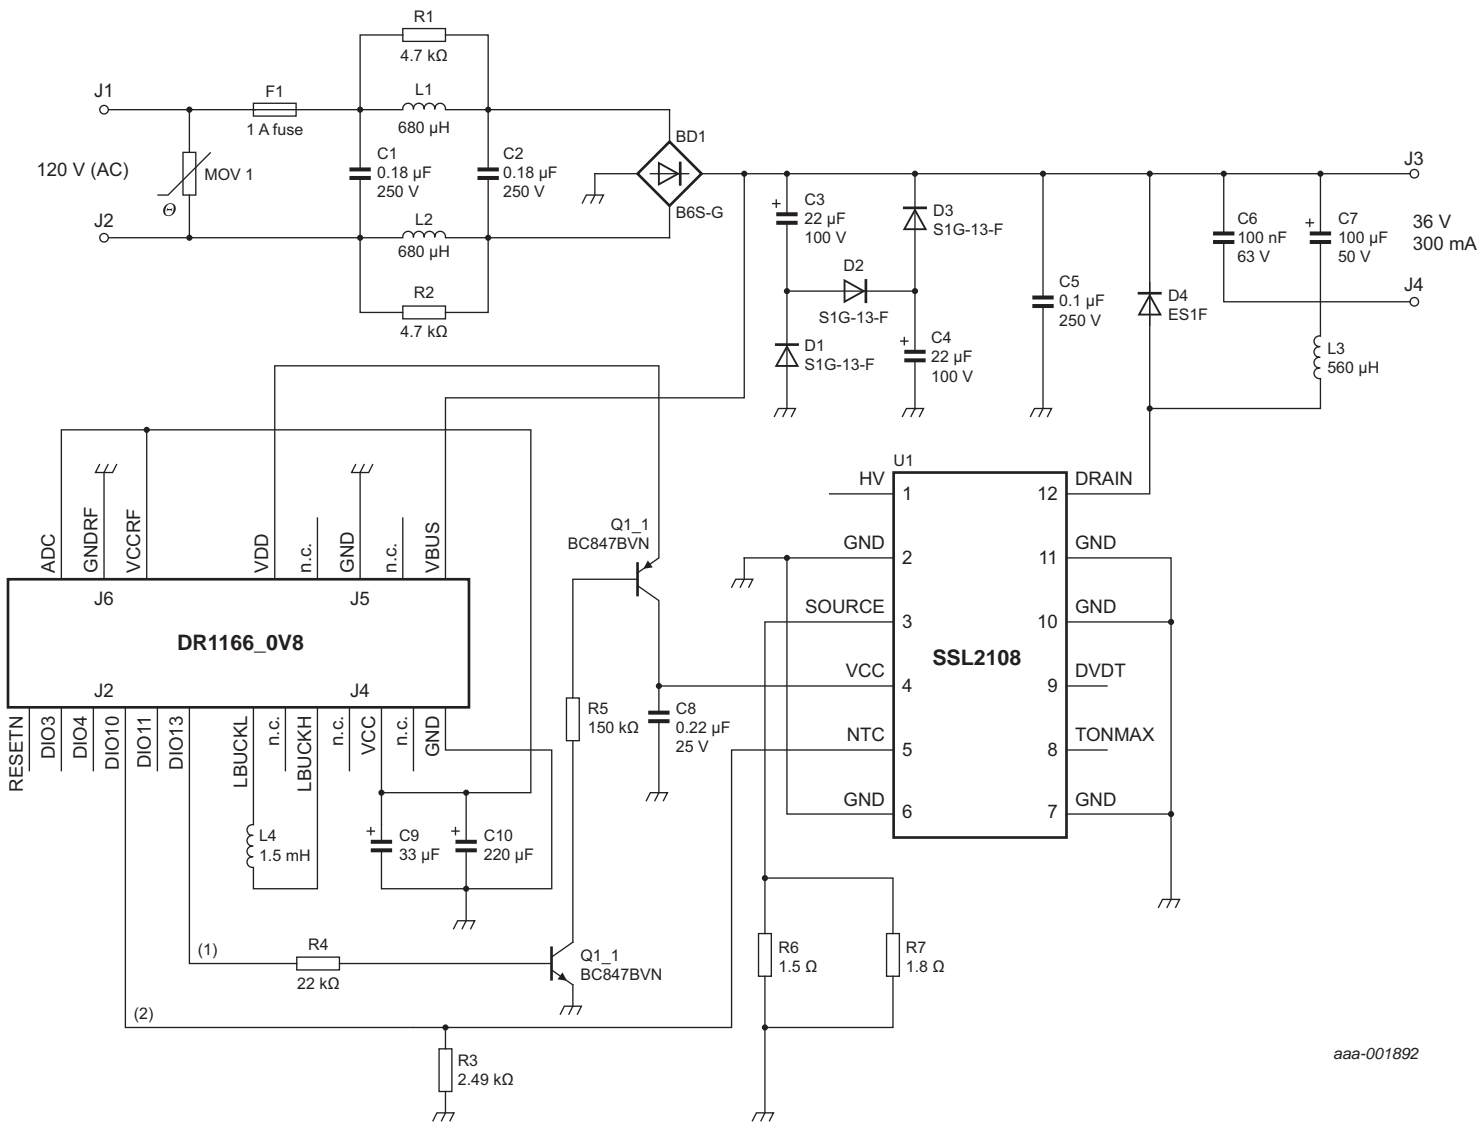 R1
4.7 kΩ
J1
F1
1 A fuse
L1
680 μH
120 V (AC)
MOV 1
Θ
C1
0.18 μF
250 V
C2
0.18 μF
250 V
BD1
B6S-G
J2
L2
680 μH
R2
4.7 kΩ
C3
22 μF
100 V
D3
S1G-13-F
D2
S1G-13-F
D1
S1G-13-F
C4
22 μF
100 V
C5
0.1 μF
250 V
D4
ES1F
C6
100 nF
63 V
C7
100 μF
50 V
J3
36 V
300 mA
J4
L3
560 μH
ADC
GNDRF
VCCRF
VDD
n.c.
GND
n.c.
VBUS
J6
J5
DR1166_0V8
J2
J4
RESETN
DIO3
DIO4
DIO10
DIO11
DIO13
LBUCKL
n.c.
LBUCKH
n.c.
VCC
n.c.
GND
L4
1.5 mH
C9
33 μF
C10
220 μF
Q1_1
BC847BVN
R5
150 kΩ
C8
0.22 μF
25 V
U1
HV
1
GND
2
SOURCE
3
VCC
4
NTC
5
GND
6
SSL2108
12
DRAIN
11
GND
10
GND
9
DVDT
8
TONMAX
7
GND
(1)
R4
22 kΩ
Q1_1
BC847BVN
R6
1.5 Ω
R7
1.8 Ω
(2)
R3
2.49 kΩ
aaa-001892